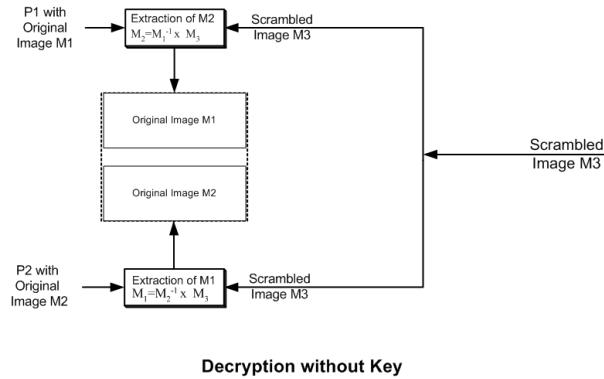 P1 with
Original
Image M1
Extraction of M2
M₂=M₁⁻¹ x M₃
Scrambled
Image M3
Original Image M1
Scrambled
Image M3
Original Image M2
P2 with
Original
Image M2
Extraction of M1
M₁=M₂⁻¹ x M₃
Scrambled
Image M3
Decryption without Key